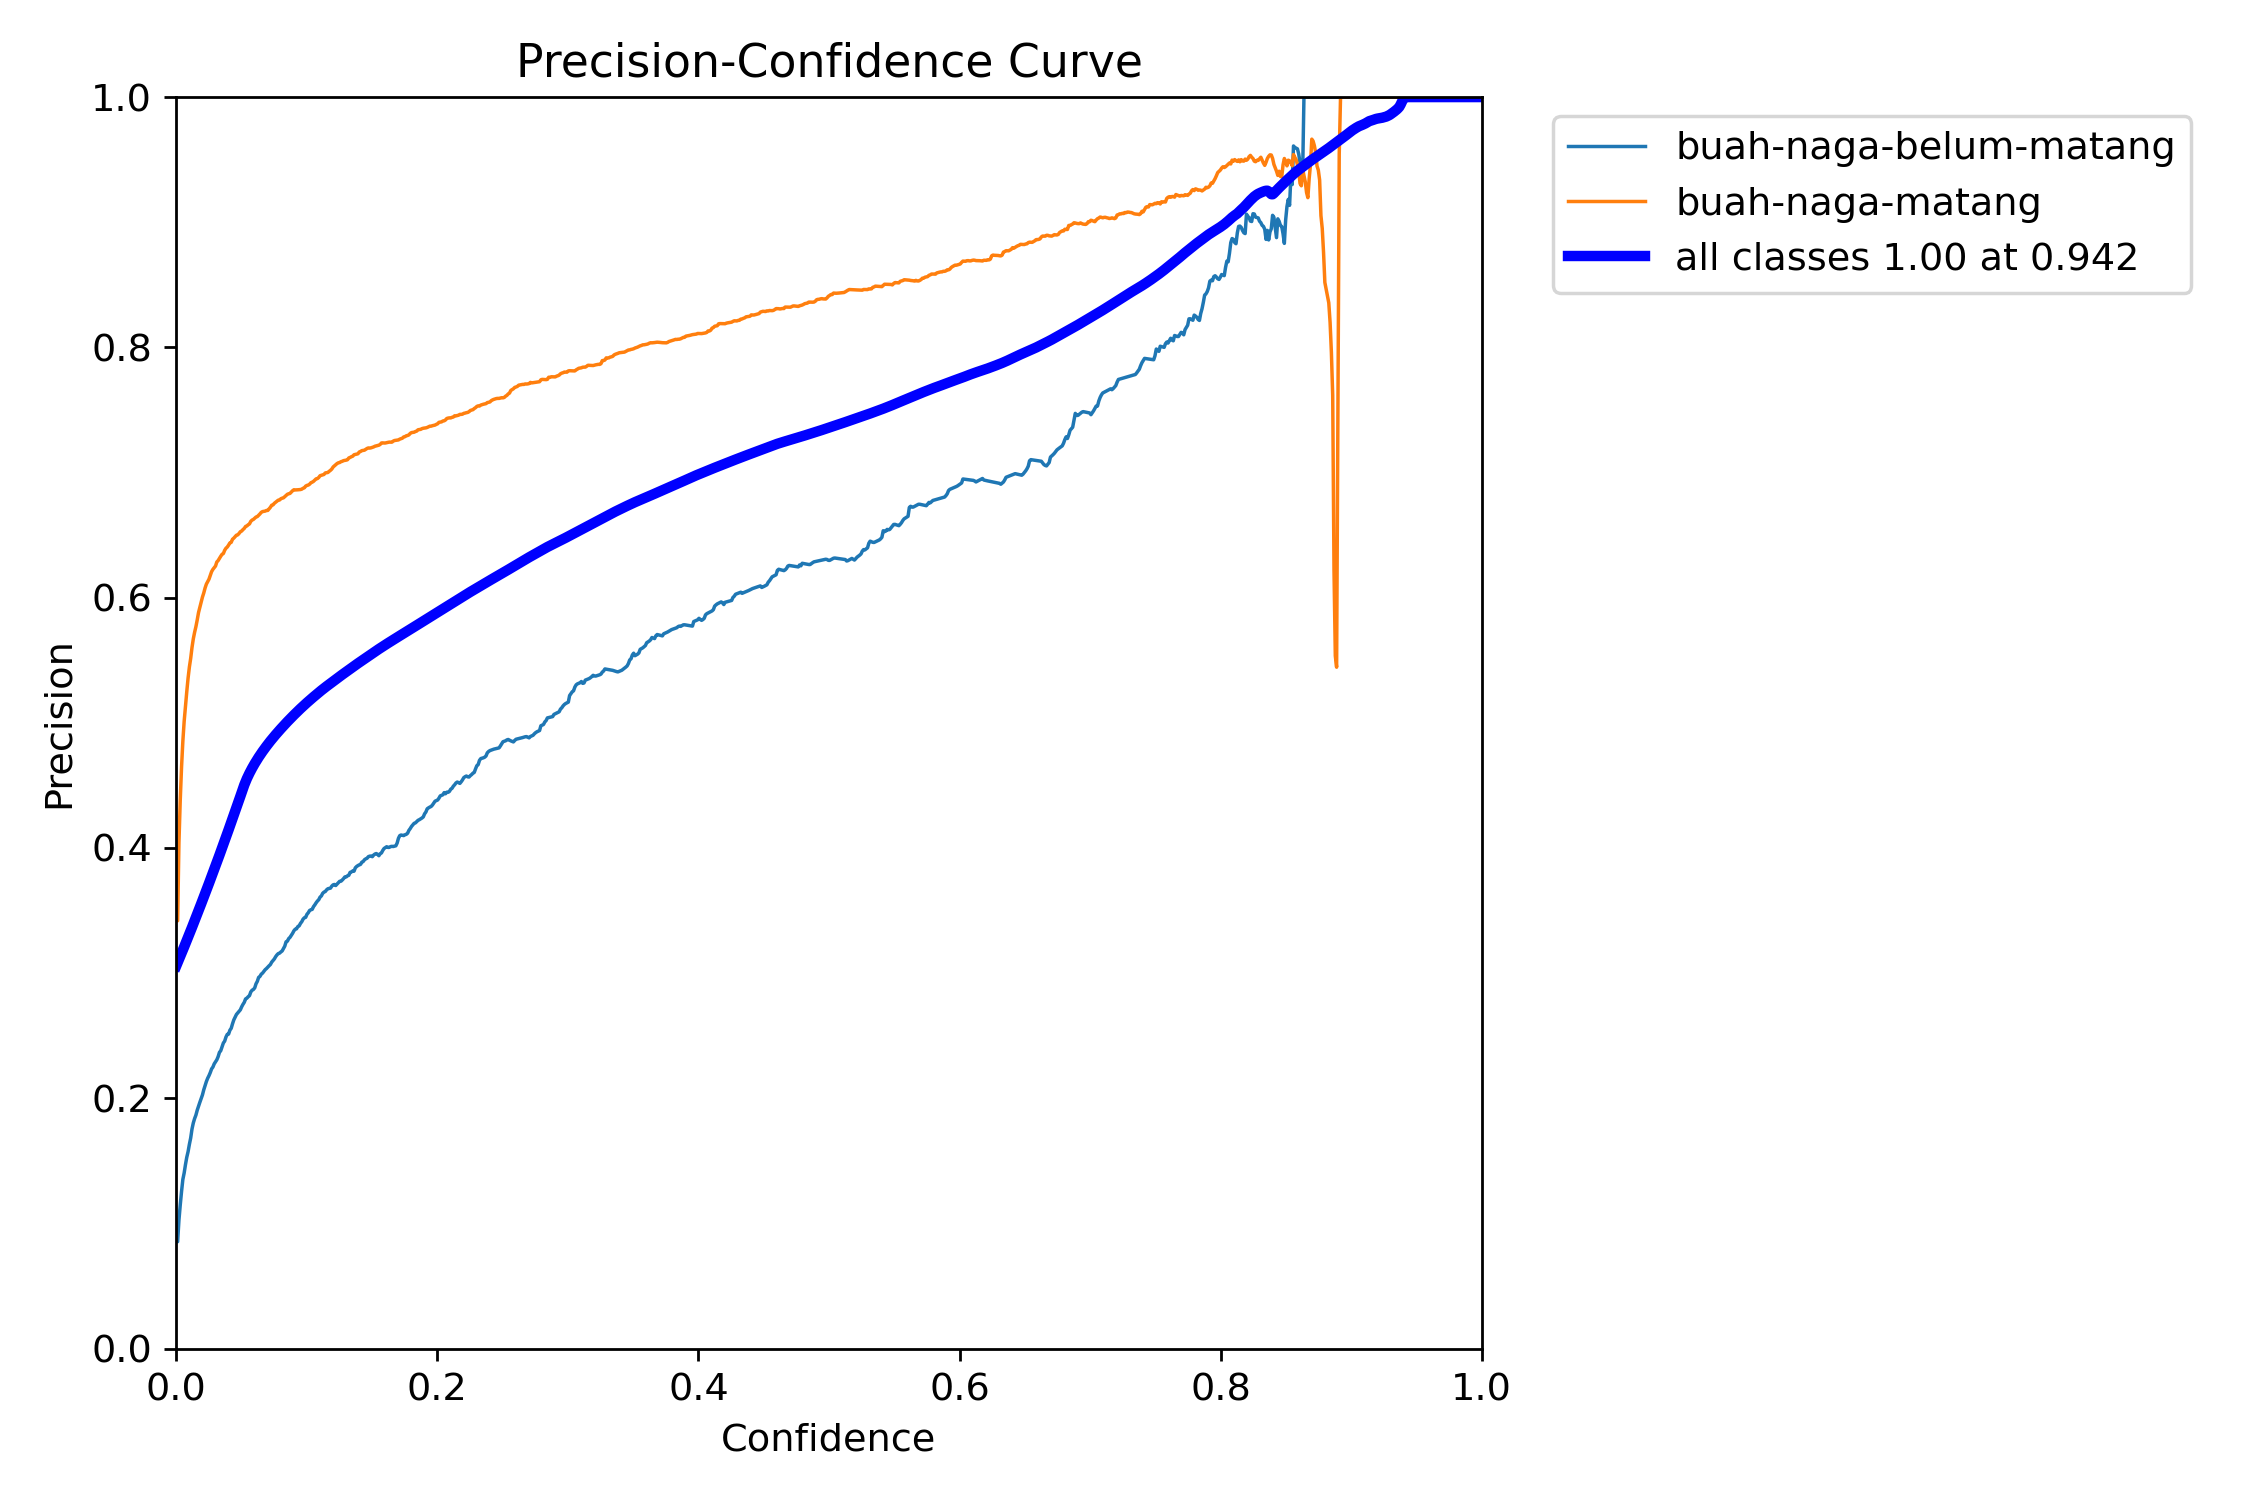 Precision-Confidence Curve
1.0
0.8
0.6
0.4
0.2
0.0
Precision
0.0 0.2 0.4 0.6 0.8 1.0
Confidence
buah-naga-belum-matang
buah-naga-matang
all classes 1.00 at 0.942